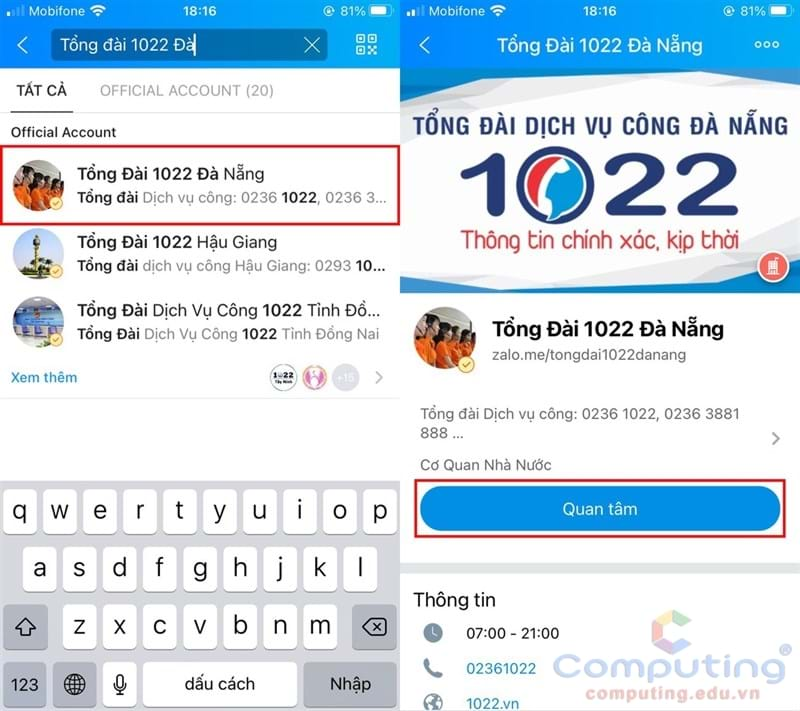 Mobifone
18:16
81%
Tổng đài 1022 Đà
TẤT CẢ
OFFICIAL ACCOUNT (20)
Official Account
Tổng Đài 1022 Đà Nẵng
Tổng đài Dịch vụ công: 0236 1022, 0236 3...
Tổng Đài 1022 Hậu Giang
Tổng đài dịch vụ công Hậu Giang: 0293 10...
Tổng Đài Dịch Vụ Công 1022 Tỉnh Đồ...
Tổng Đài Dịch Vụ Công 1022 Tỉnh Đồng Nai
Xem thêm
1022
Tây Ninh
+15
q w e r t y u i o p
a s d f g h j k l
z x c v b n m
123
dấu cách
Nhập
Mobifone
18:16
81%
Tổng Đài 1022 Đà Nẵng
TỔNG ĐÀI DỊCH VỤ CÔNG ĐÀ NẴNG
1022
Thông tin chính xác, kịp thời
Tổng Đài 1022 Đà Nẵng
zalo.me/tongdai1022danang
Tổng đài Dịch vụ công: 0236 1022, 0236 3881
888 ...
Cơ Quan Nhà Nước
Quan tâm
Thông tin
07:00 - 21:00
02361022
1022.vn
Computing®
computing.edu.vn